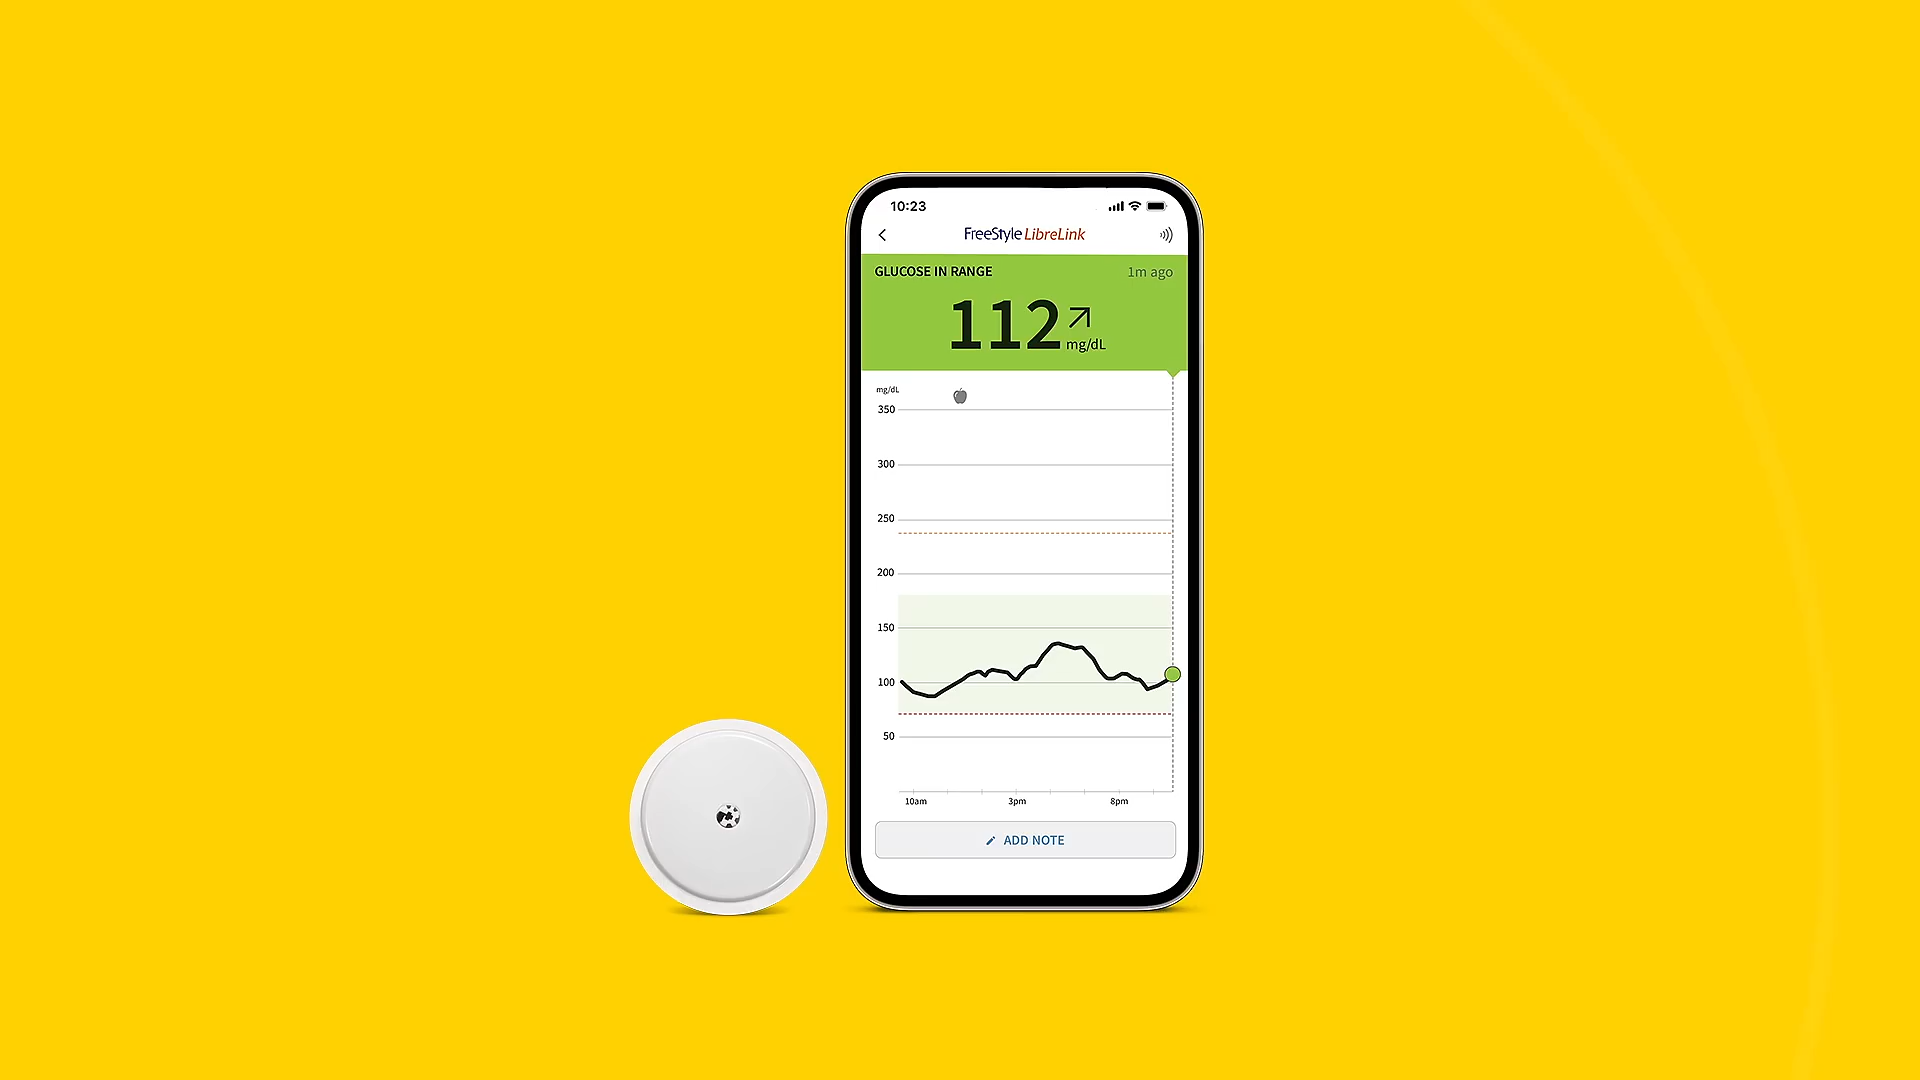 10:23
FreeStyle LibreLink
GLUCOSE IN RANGE
1m ago
112
mg/dL
mg/dL
350
300
250
200
150
100
50
10am
3pm
8pm
ADD NOTE